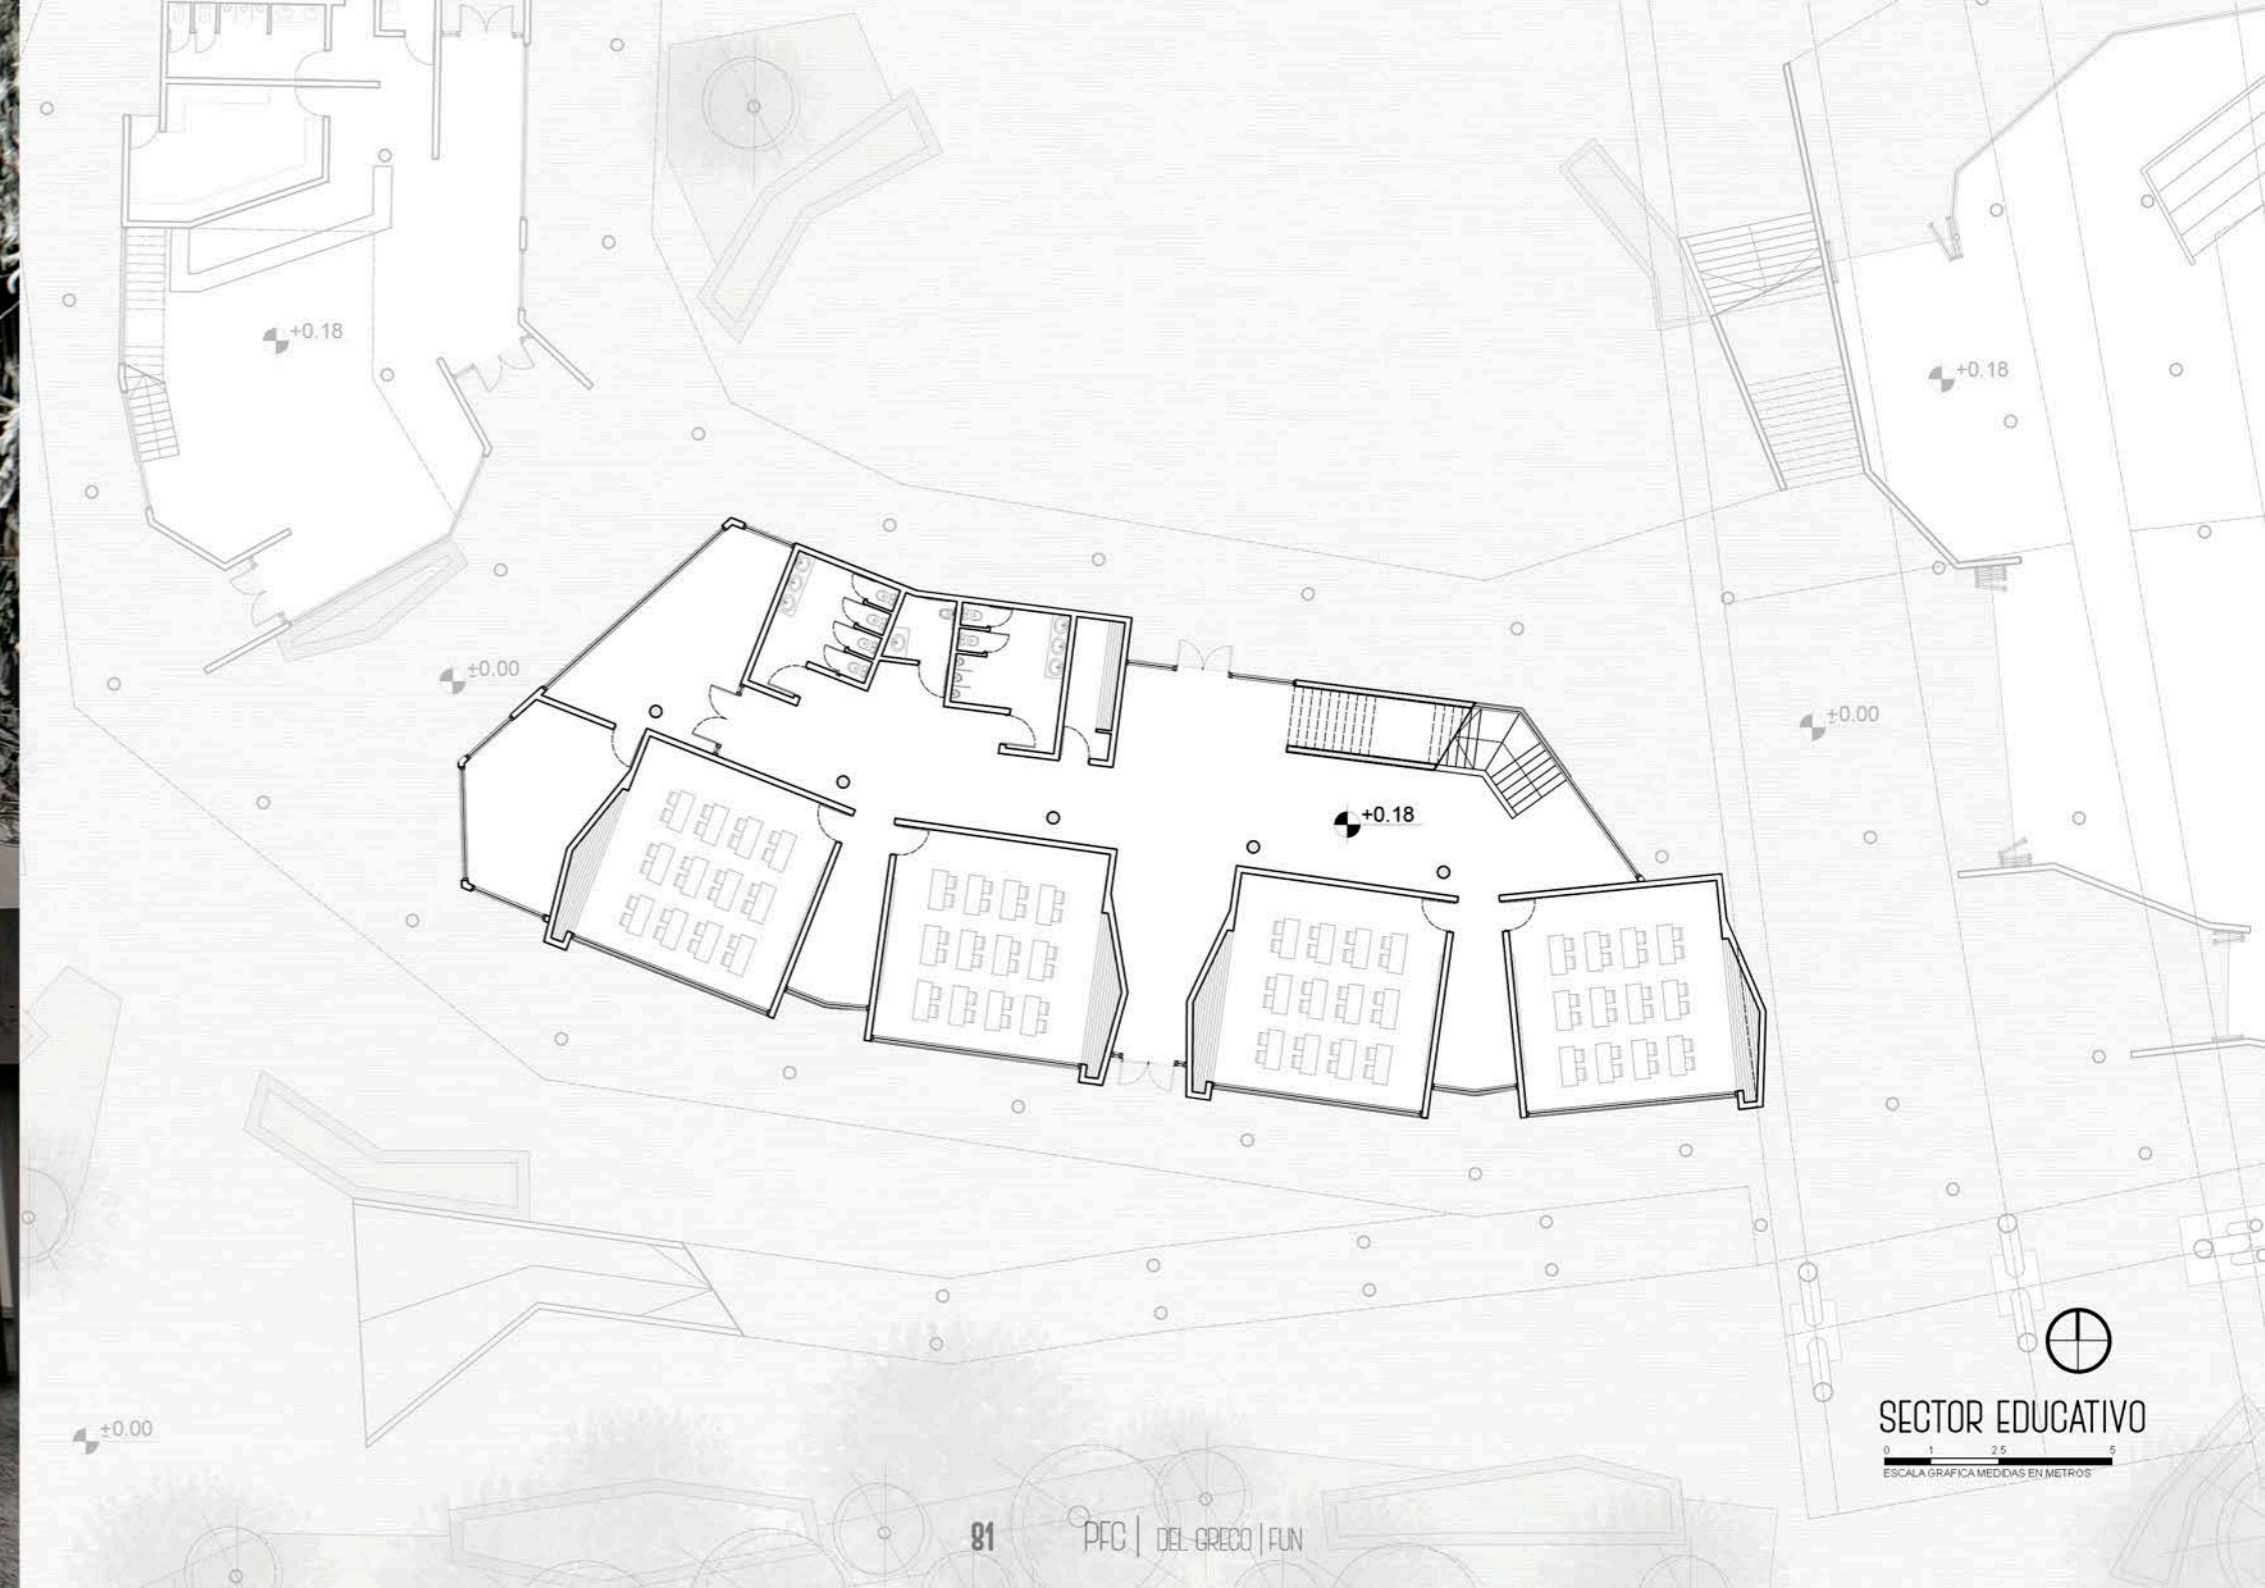 +0.18
+0.18
±0.00
±0.00
+0.18
±0.00
SECTOR EDUCATIVO
0 1 2.5 5
ESCALA GRAFICA MEDIDAS EN METROS
81 PFC | DEL GRECO | FUN